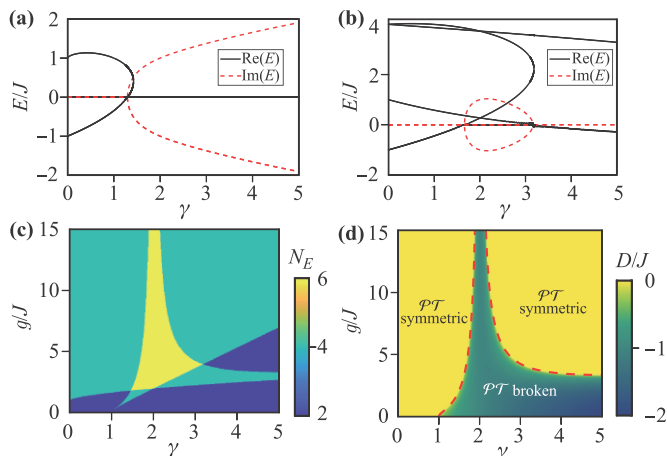 (a)
2
1
0
-1
-2
E/J
Re(E)
Im(E)
0 1 2 3 4 5
γ
(b)
4
2
0
-2
E/J
Re(E)
Im(E)
0 1 2 3 4 5
γ
(c)
15
10
5
0
g/J
0 1 2 3 4 5
γ
N_E
6
4
2
(d)
15
10
5
0
g/J
𝒫𝒯
symmetric
𝒫𝒯
symmetric
𝒫𝒯 broken
0 1 2 3 4 5
γ
D/J
0
−1
−2